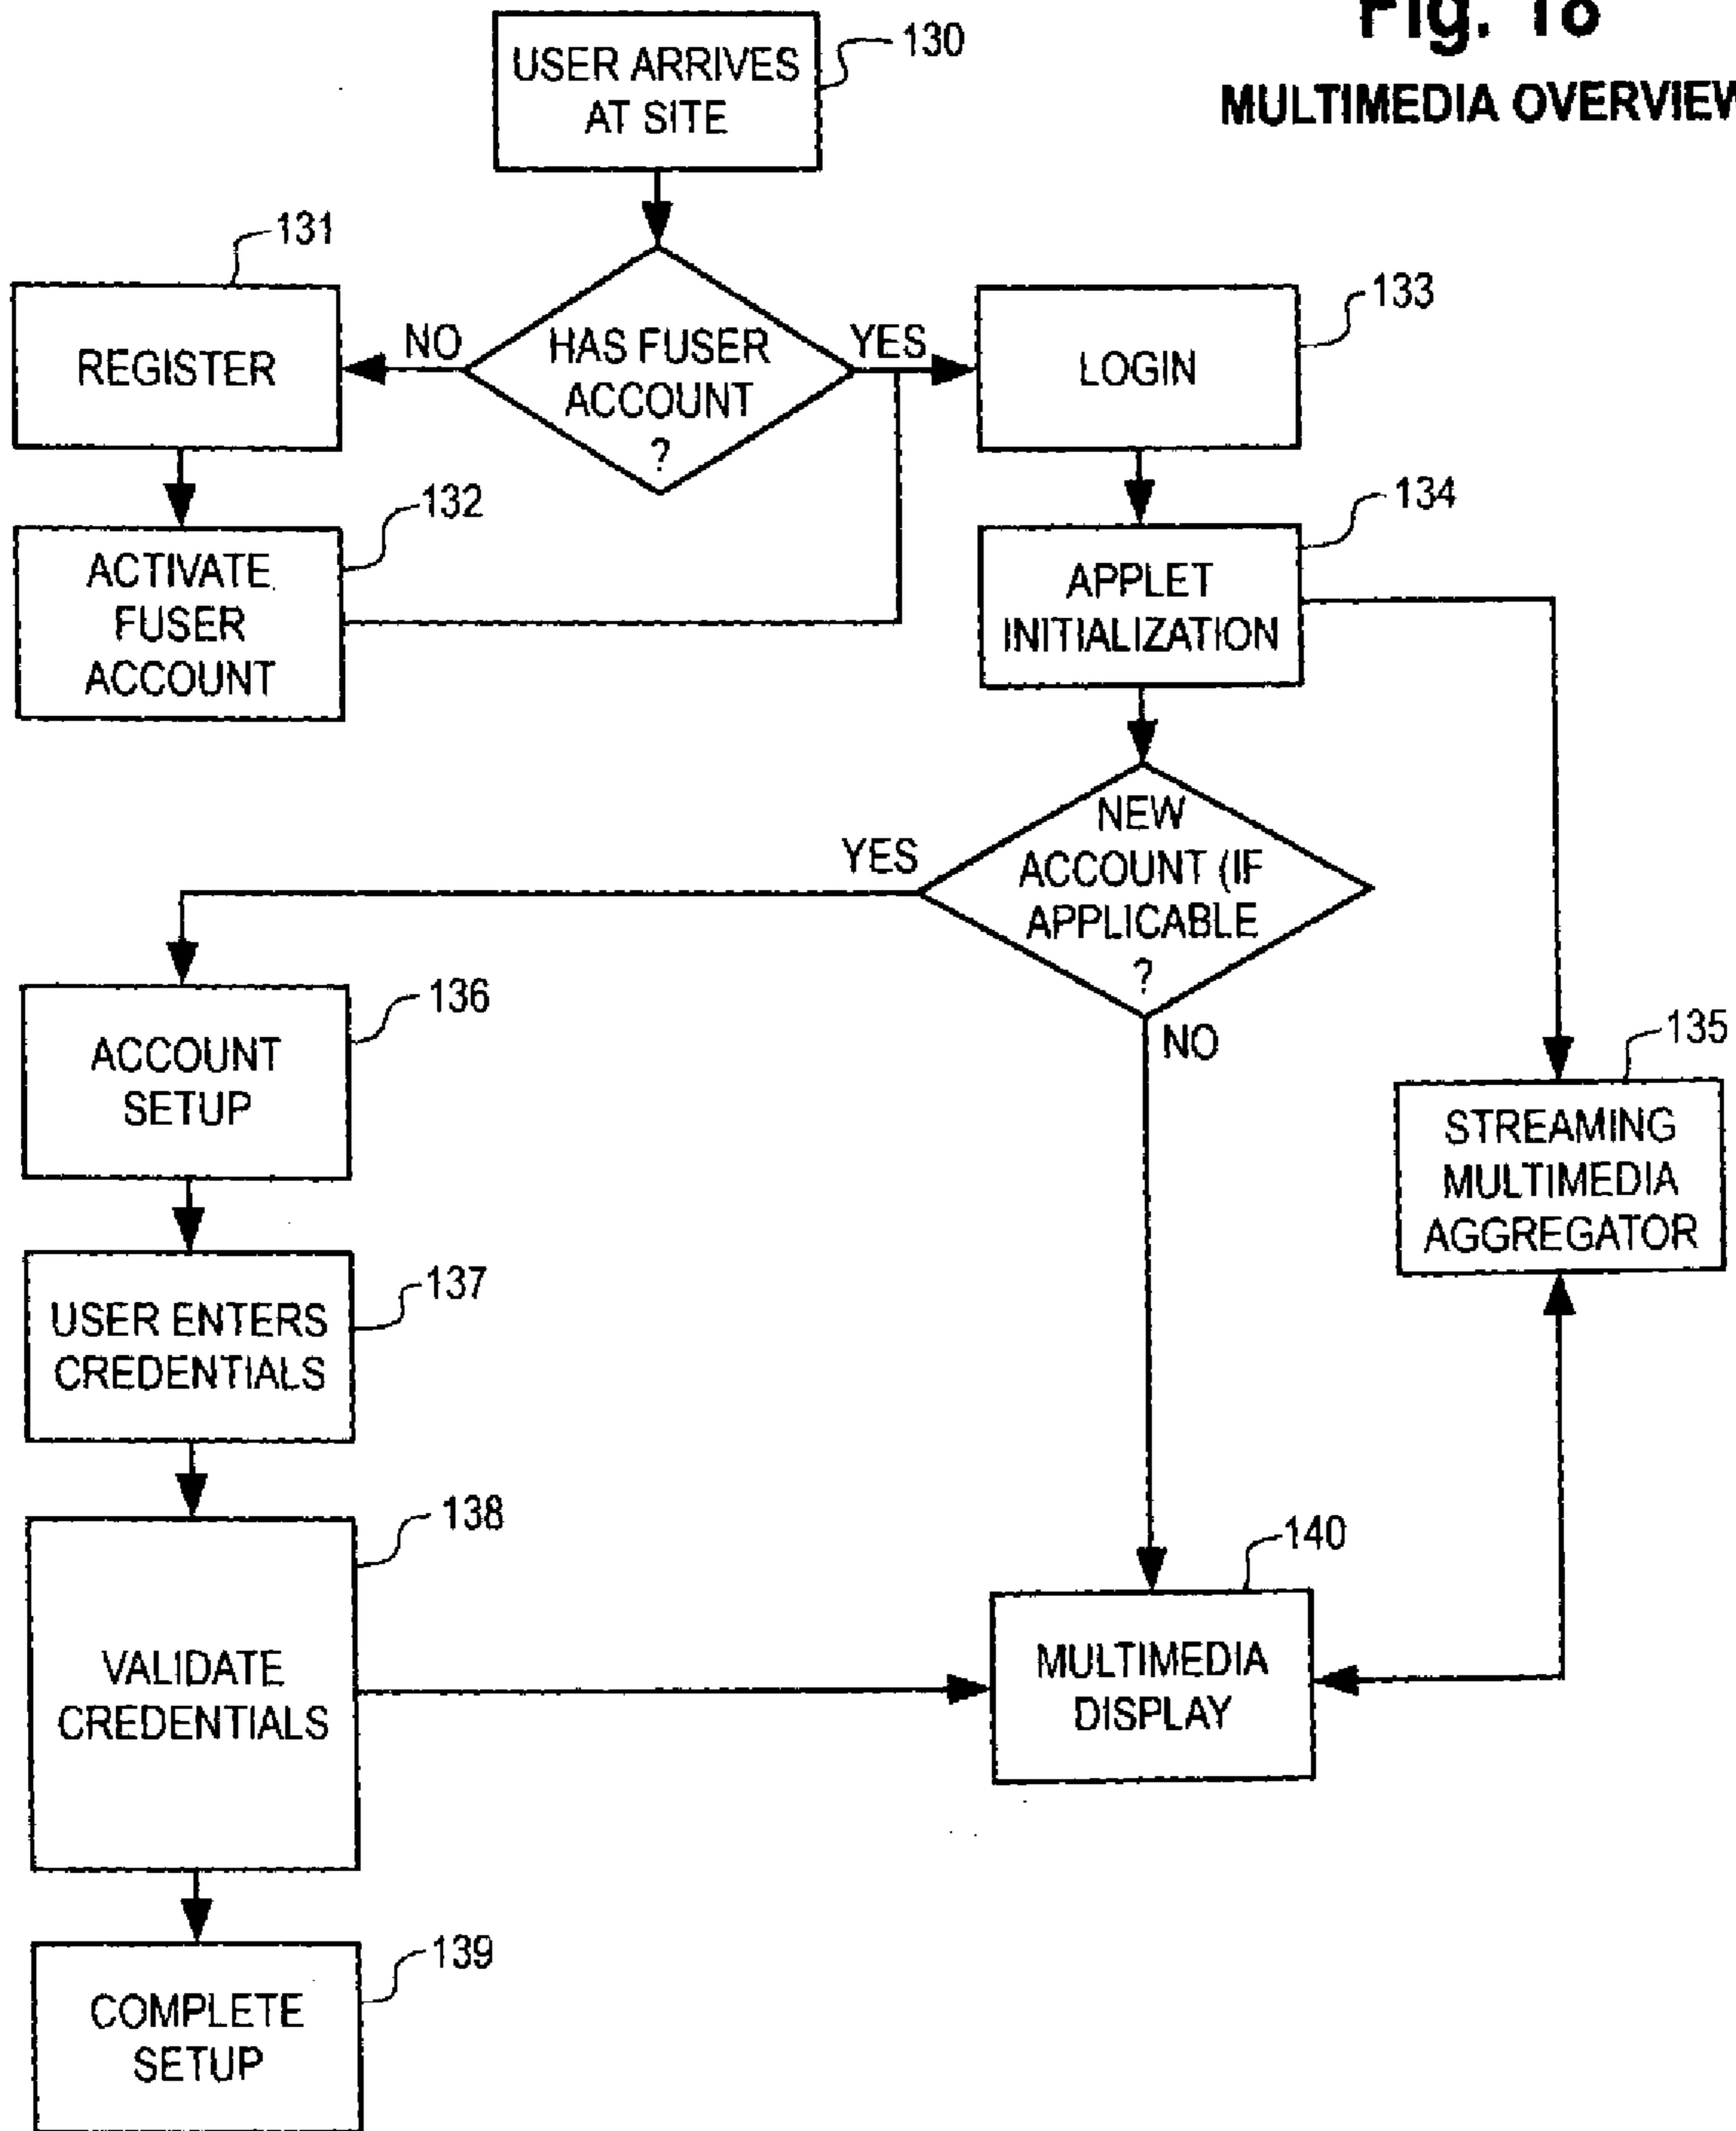 Fig. 18
MULTIMEDIA OVERVIEW
USER ARRIVES
AT SITE
130
131
REGISTER
NO
HAS FUSER
ACCOUNT
?
YES
LOGIN
133
132
ACTIVATE
FUSER
ACCOUNT
APPLET
INITIALIZATION
134
NEW
ACCOUNT (IF
APPLICABLE
?
YES
NO
136
ACCOUNT
SETUP
135
STREAMING
MULTIMEDIA
AGGREGATOR
137
USER ENTERS
CREDENTIALS
138
VALIDATE
CREDENTIALS
140
MULTIMEDIA
DISPLAY
139
COMPLETE
SETUP